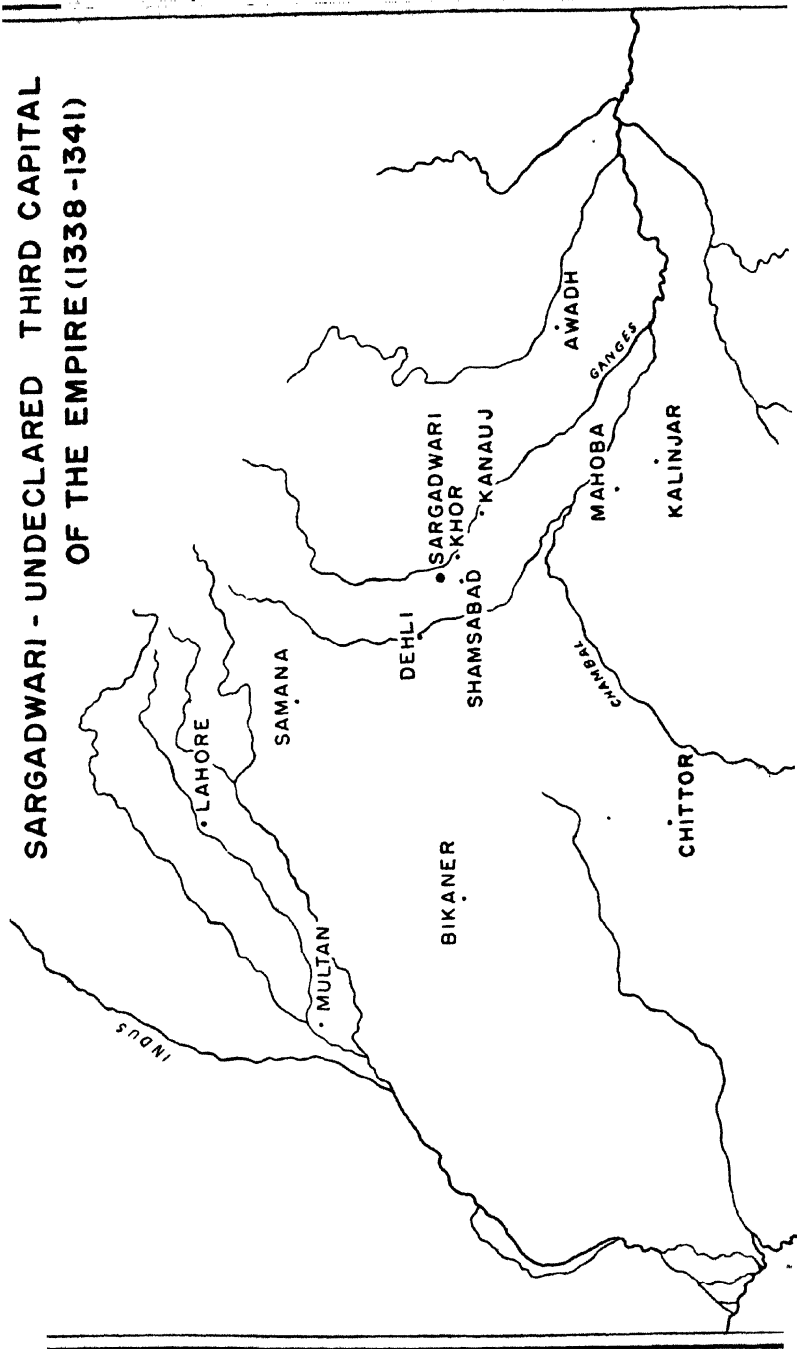 SARGADWARI - UNDECLARED THIRD CAPITAL
OF THE EMPIRE (1338-1341)
INDUS
LAHORE
SAMANA
MULTAN
DEHLI
SARGADWARI
KHOR
BIKANER
SHAMSABAD
KANAUJ
AWADH
GANGES
CHAMBAL
MAHOBA
KALINJAR
CHITTOR